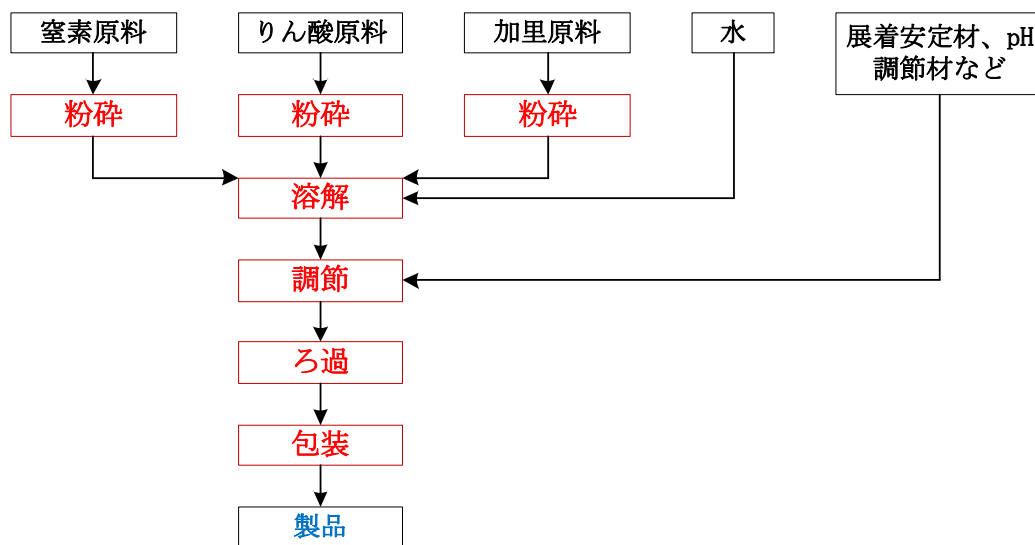 窒素原料
りん酸原料
加里原料
水
展着安定材、pH
調節材など
粉砕
粉砕
粉砕
溶解
調節
ろ過
包装
製品